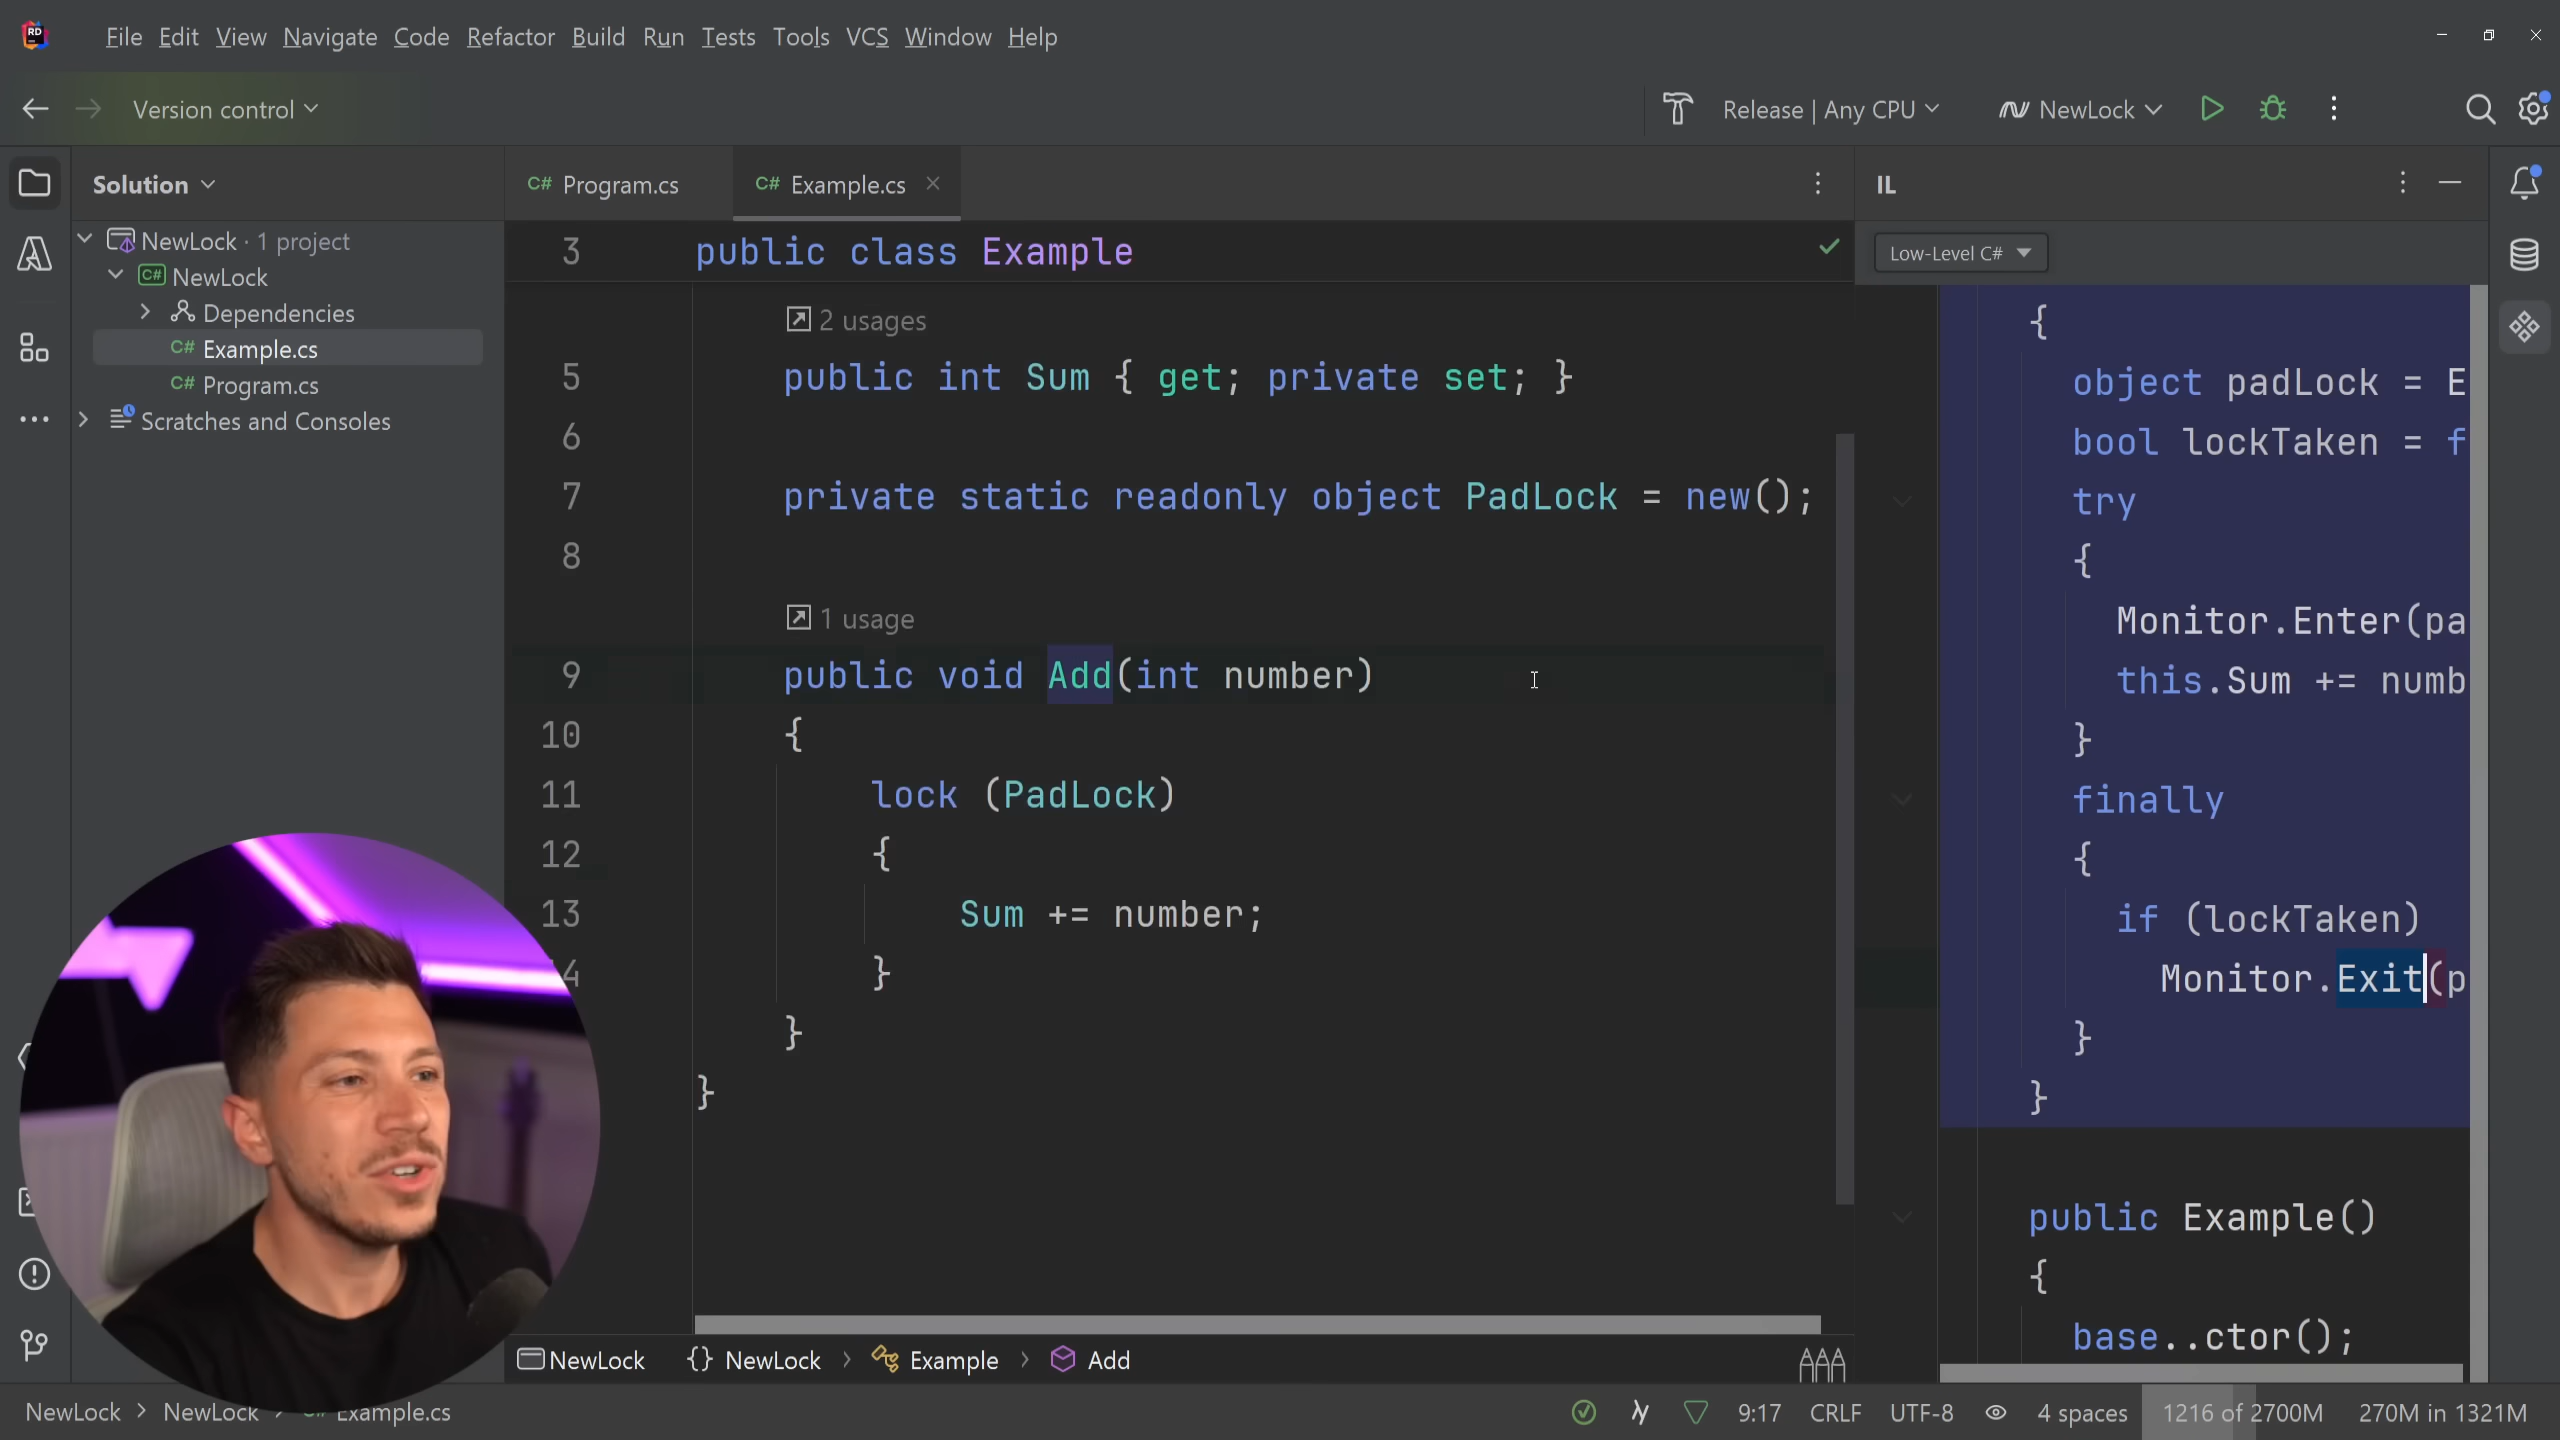 RD
File Edit View Navigate Code Refactor Build Run Tests Tools VCS Window Help
Version control
Release | Any CPU
NewLock
Solution
NewLock · 1 project
C# NewLock
Dependencies
C# Example.cs
C# Program.cs
Scratches and Consoles
C# Program.cs
C# Example.cs
3 public class Example
2 usages
5 public int Sum { get; private set; }
6
7 private static readonly object PadLock = new();
8
1 usage
9 public void Add(int number)
10 {
11 lock (PadLock)
12 {
13 Sum += number;
}
}
}
NewLock {} NewLock Example Add
IL
Low-Level C#
{
object padLock = E
bool lockTaken = f
try
{
Monitor.Enter(pa
this.Sum += numb
}
finally
{
if (lockTaken)
Monitor.Exit(p
}
}
public Example()
{
base..ctor();
NewLock > NewLock Example.cs
9:17 CRLF UTF-8 4 spaces 1216 of 2700M 270M in 1321M